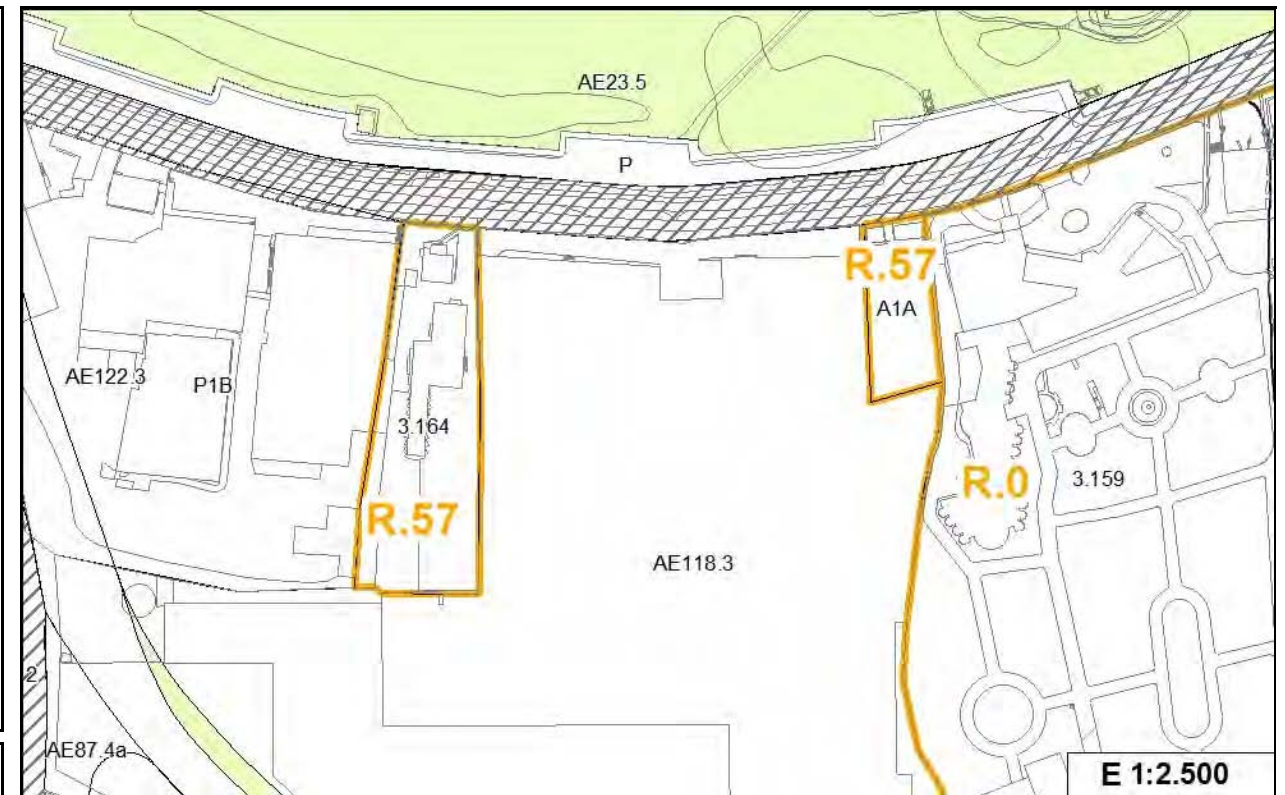 AE23.5
P
R.57
A1A
AE122.3
P1B
3.164
R.0
3.159
R.57
AE118.3
2
AE87.4a
E 1:2.500